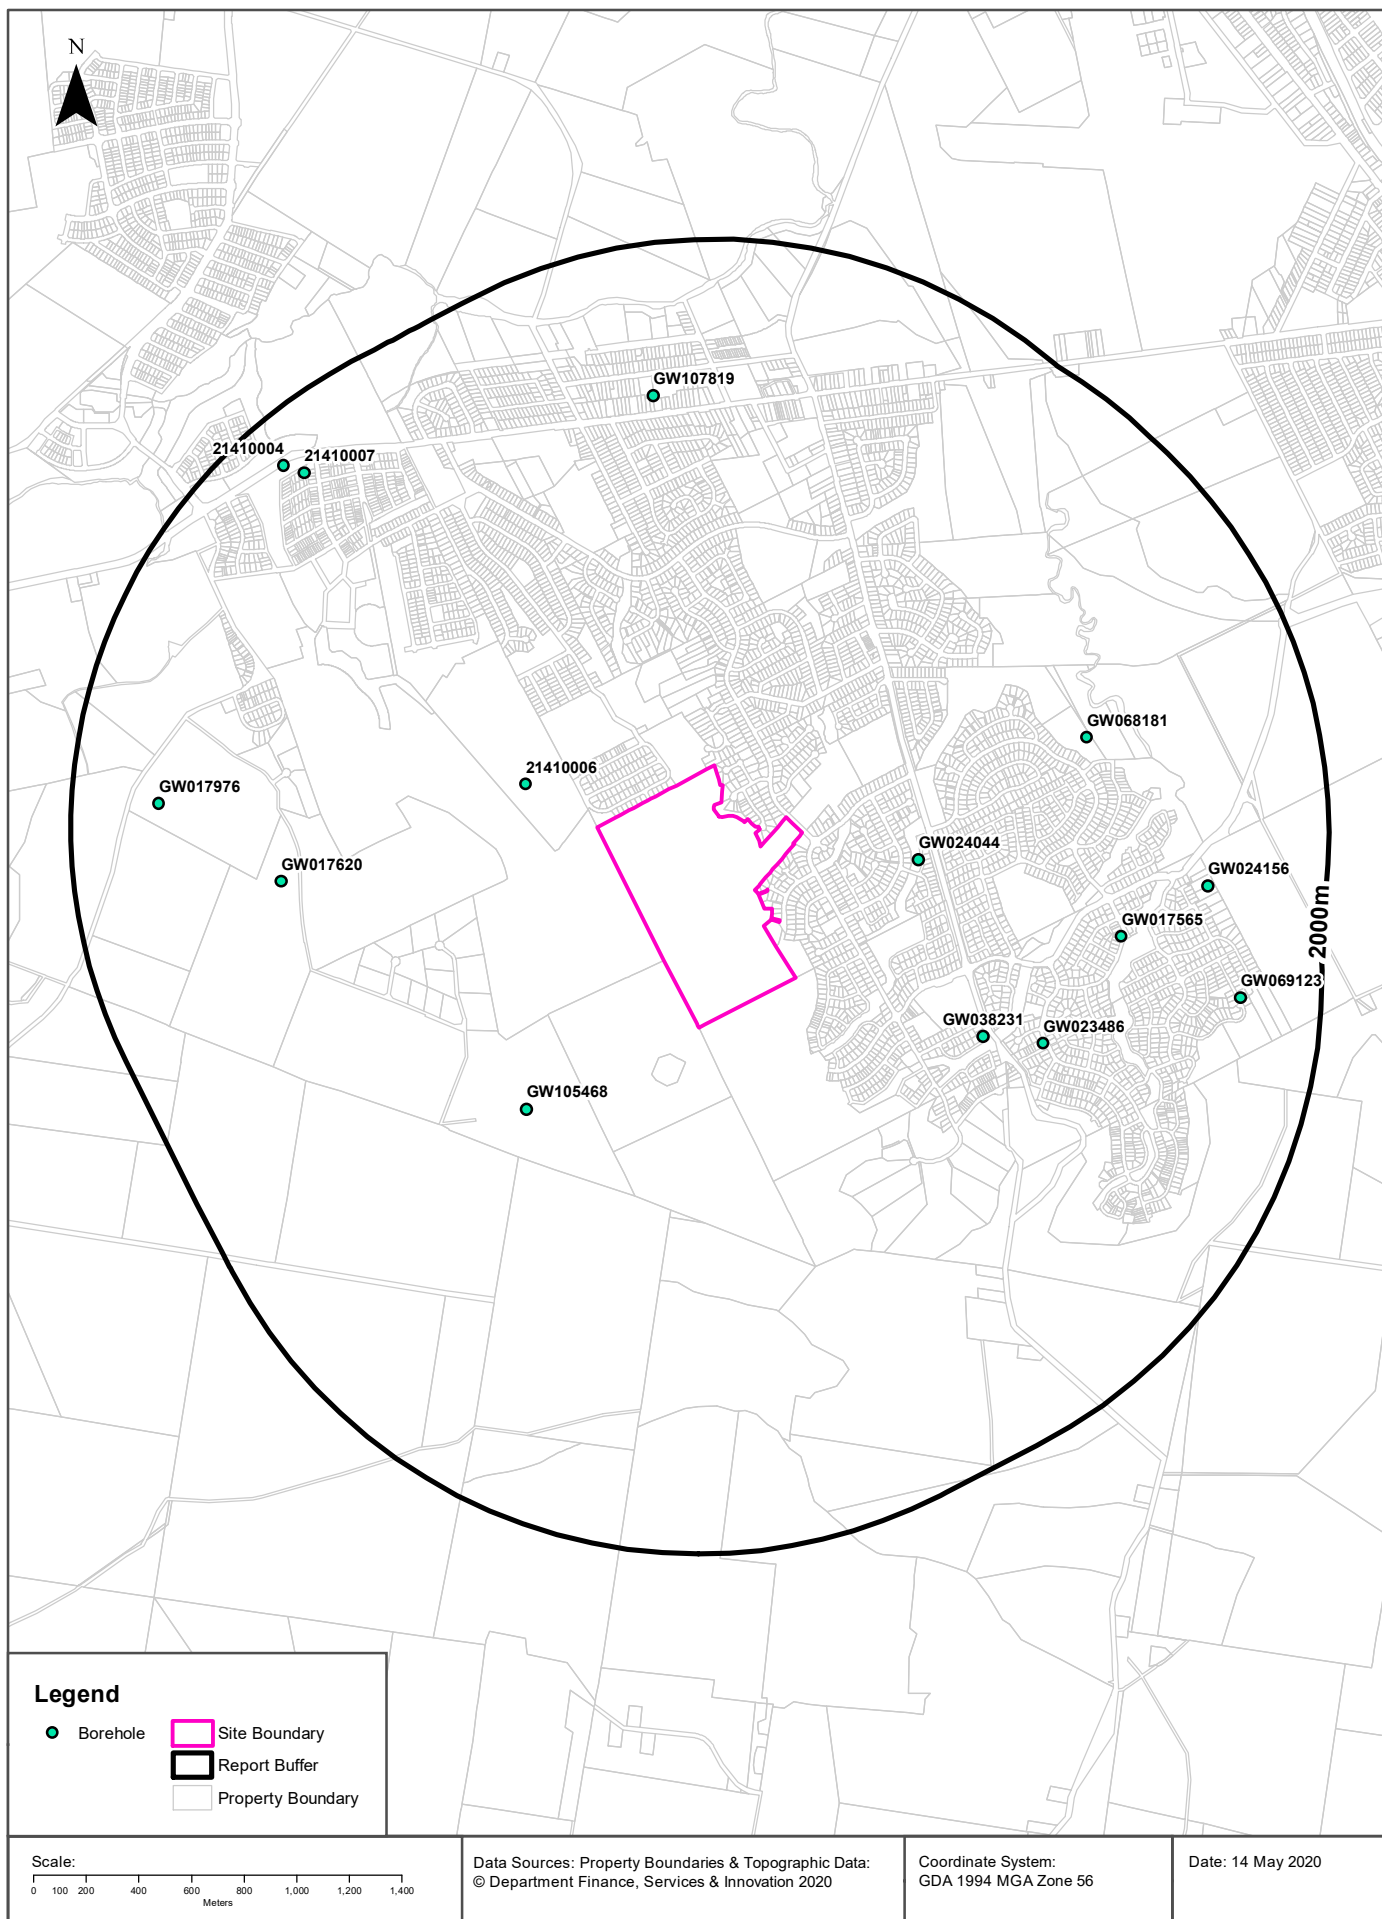 N
GW107819
21410004
21410007
GW068181
21410006
GW017976
GW024044
GW017620
GW024156
GW017565
2000m
GW069123
GW038231
GW023486
GW105468
Legend
Borehole
Site Boundary
Report Buffer
Property Boundary
Scale:
0 100 200 400 600 800 1,000 1,200 1,400
Meters
Data Sources: Property Boundaries & Topographic Data:
© Department Finance, Services & Innovation 2020
Coordinate System:
GDA 1994 MGA Zone 56
Date: 14 May 2020